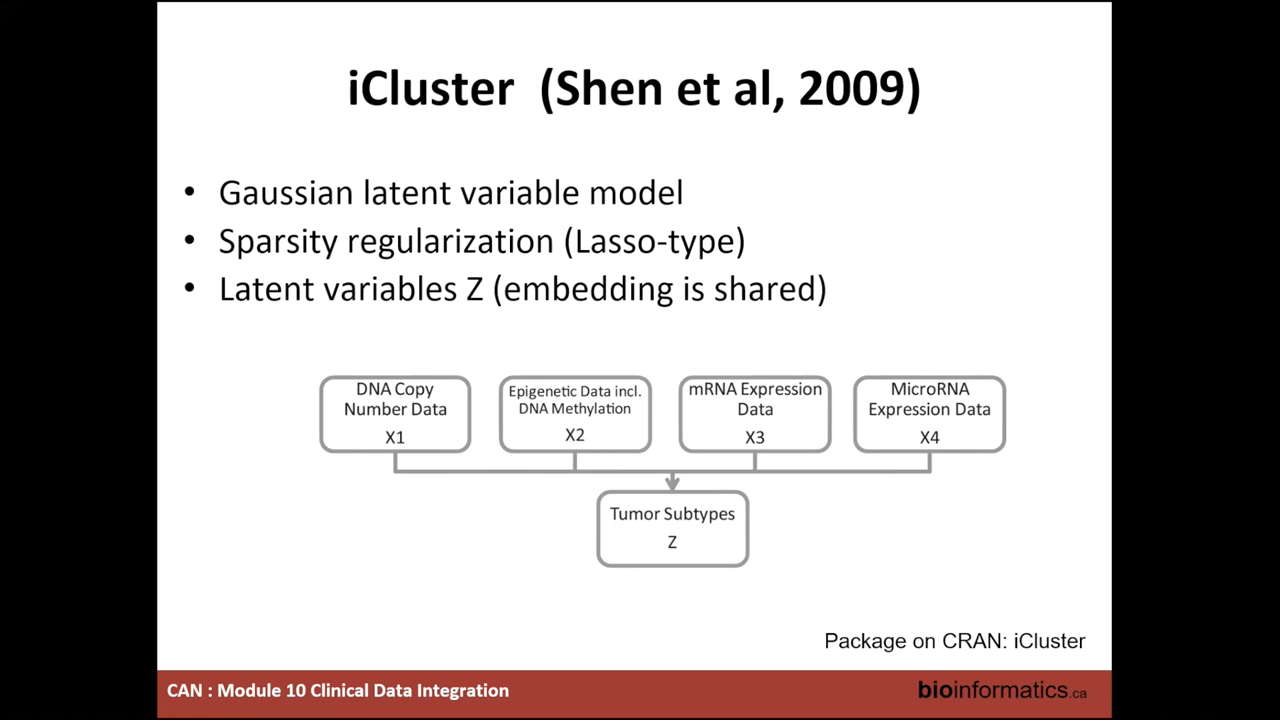 iCluster (Shen et al, 2009)
• Gaussian latent variable model
• Sparsity regularization (Lasso-type)
• Latent variables Z (embedding is shared)
DNA Copy
Number Data
X1
Epigenetic Data incl.
DNA Methylation
X2
mRNA Expression
Data
X3
MicroRNA
Expression Data
X4
Tumor Subtypes
Z
Package on CRAN: iCluster
CAN : Module 10 Clinical Data Integration
bioinformatics.ca